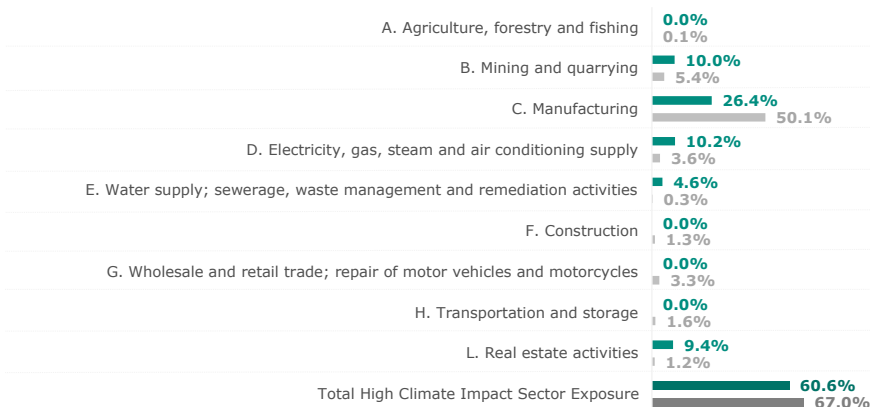 A. Agriculture, forestry and fishing
0.0%
0.1%
B. Mining and quarrying
10.0%
5.4%
C. Manufacturing
26.4%
50.1%
D. Electricity, gas, steam and air conditioning supply
10.2%
3.6%
E. Water supply; sewerage, waste management and remediation activities
4.6%
0.3%
F. Construction
0.0%
1.3%
G. Wholesale and retail trade; repair of motor vehicles and motorcycles
0.0%
3.3%
H. Transportation and storage
0.0%
1.6%
L. Real estate activities
9.4%
1.2%
Total High Climate Impact Sector Exposure
60.6%
67.0%